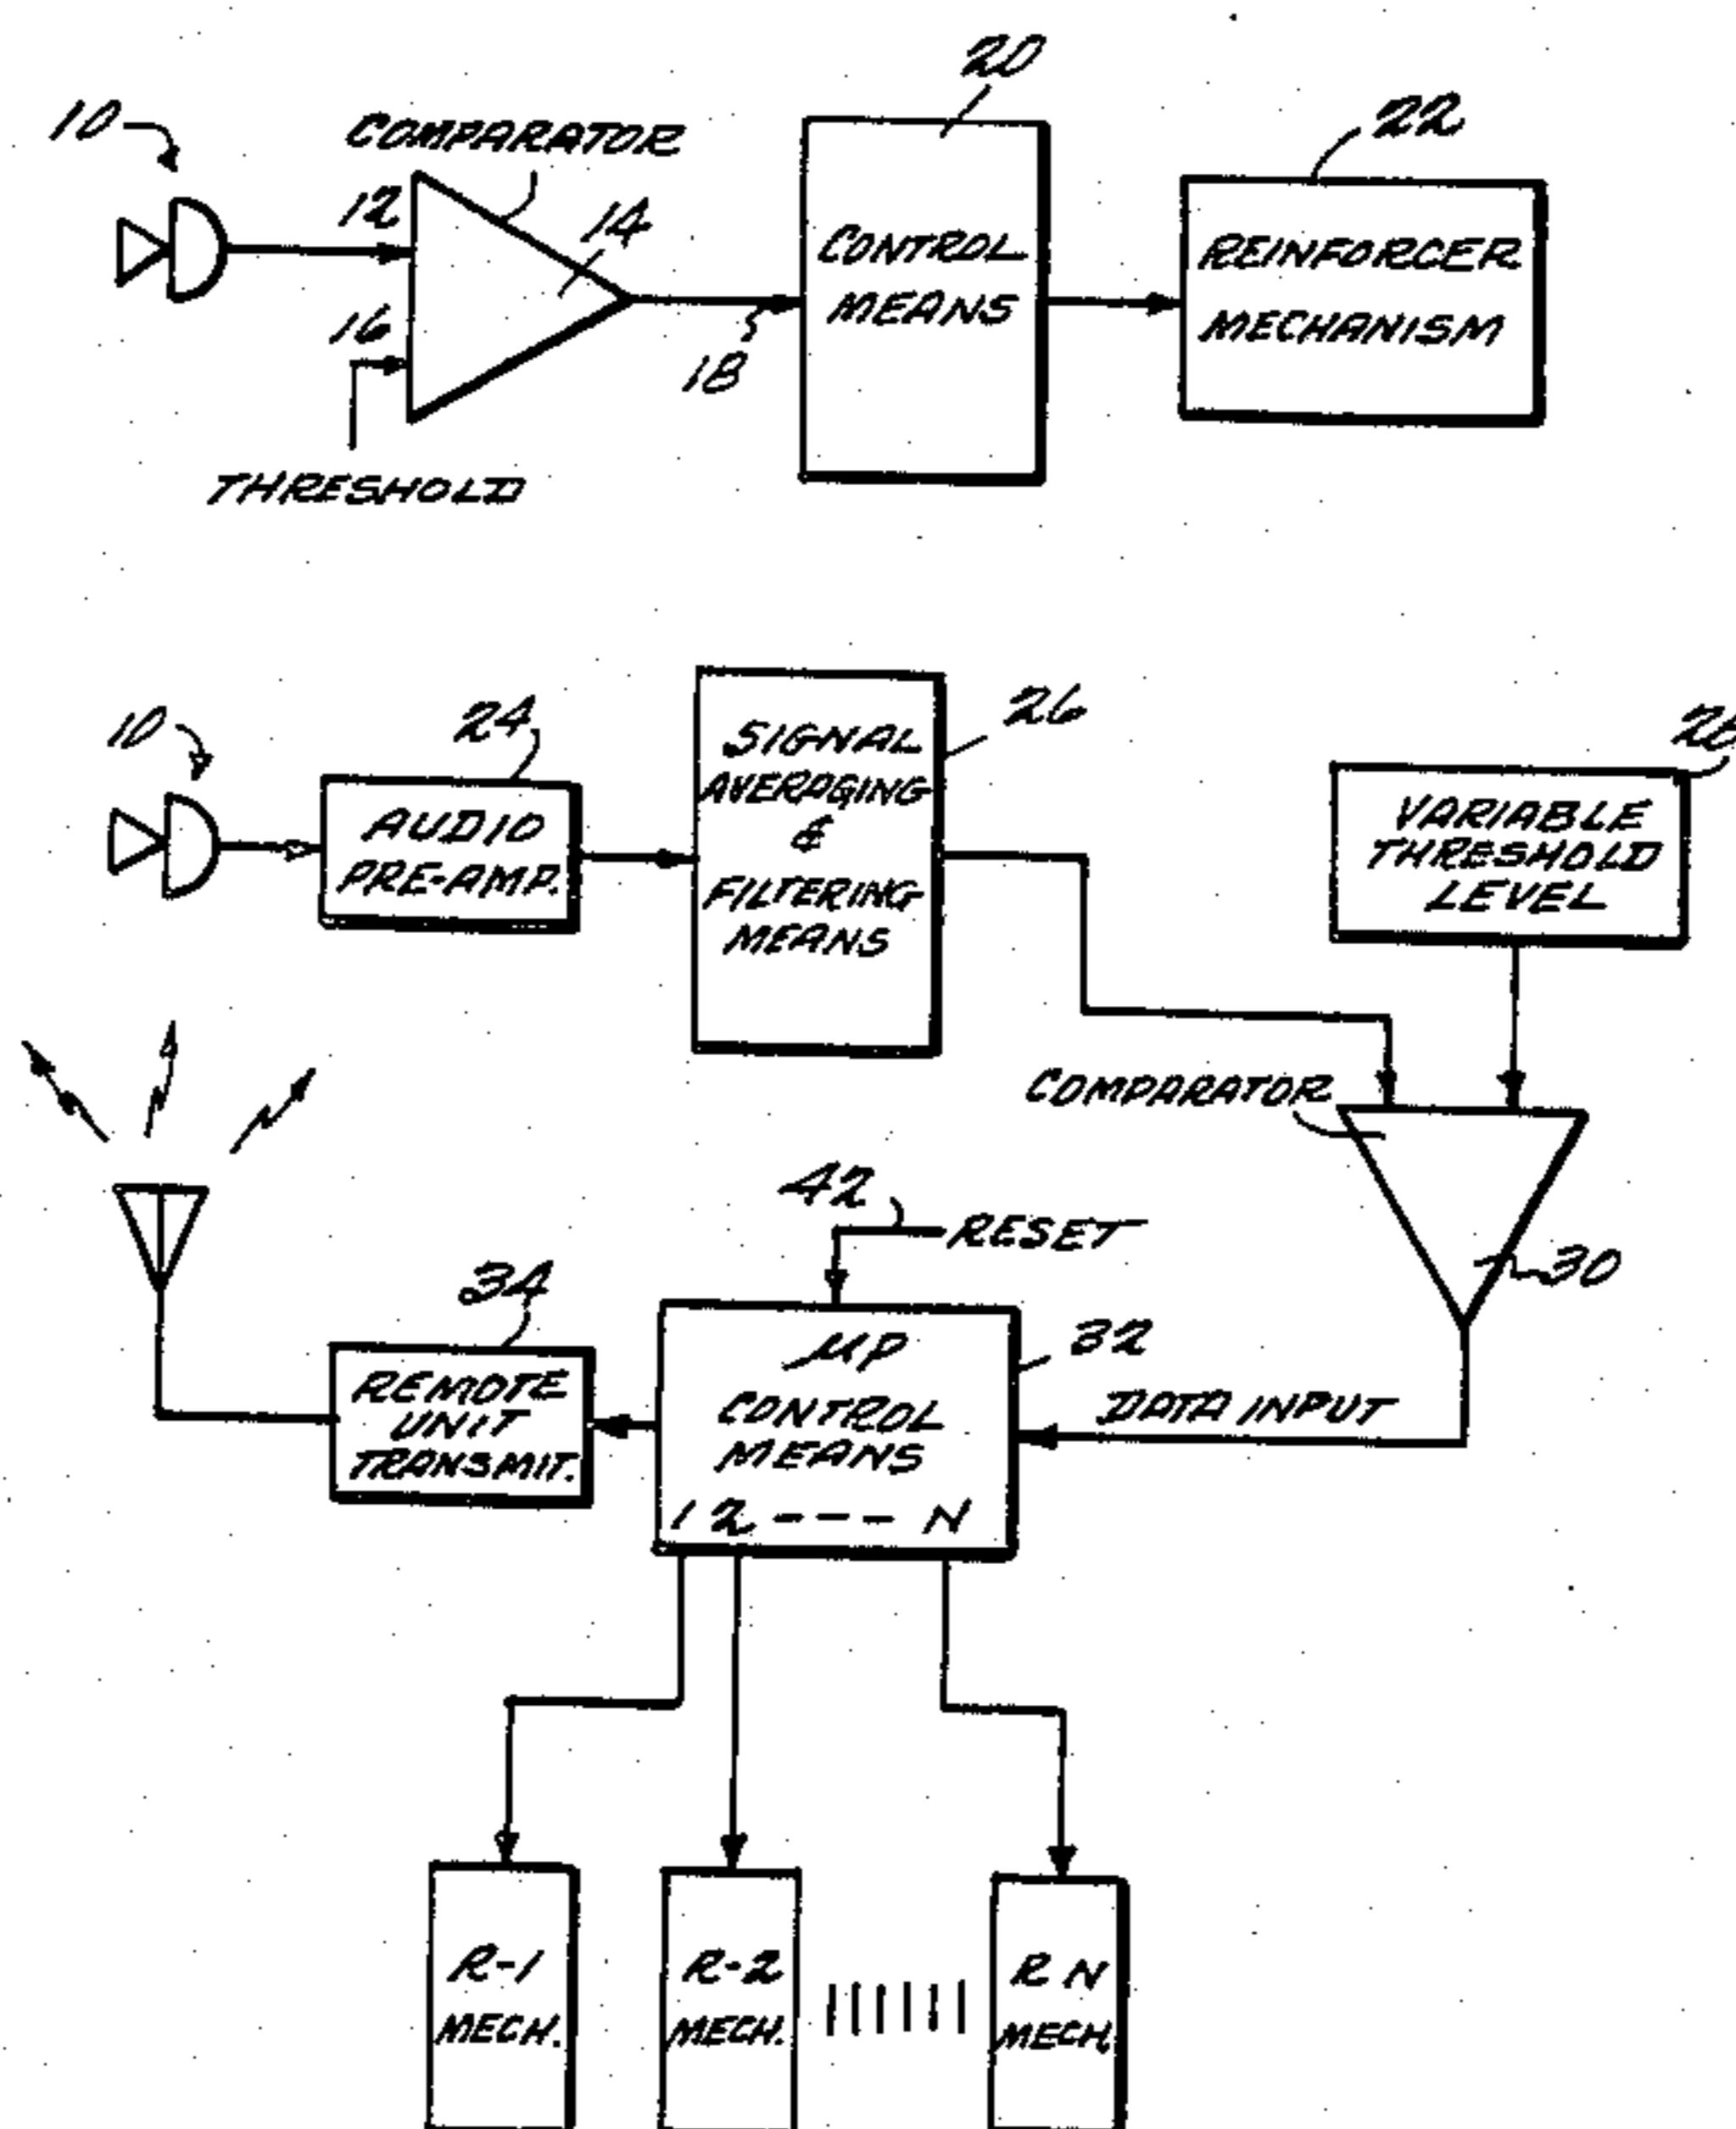 20
10
COMPARATOR
22
12
14
CONTROL
MEANS
REINFORCER
MECHANISM
16
18
THRESHOLD
10
24
26
SIGNAL
AVERAGING
&
FILTERING
MEANS
AUDIO
PRE-AMP.
VARIABLE
THRESHOLD
LEVEL
COMPARATOR
42
RESET
30
34
32
REMOTE
UNIT
TRANSMIT.
μP
CONTROL
MEANS
1 2 --- N
DATA INPUT
R-1
MECH.
R-2
MECH.
R N
MECH.